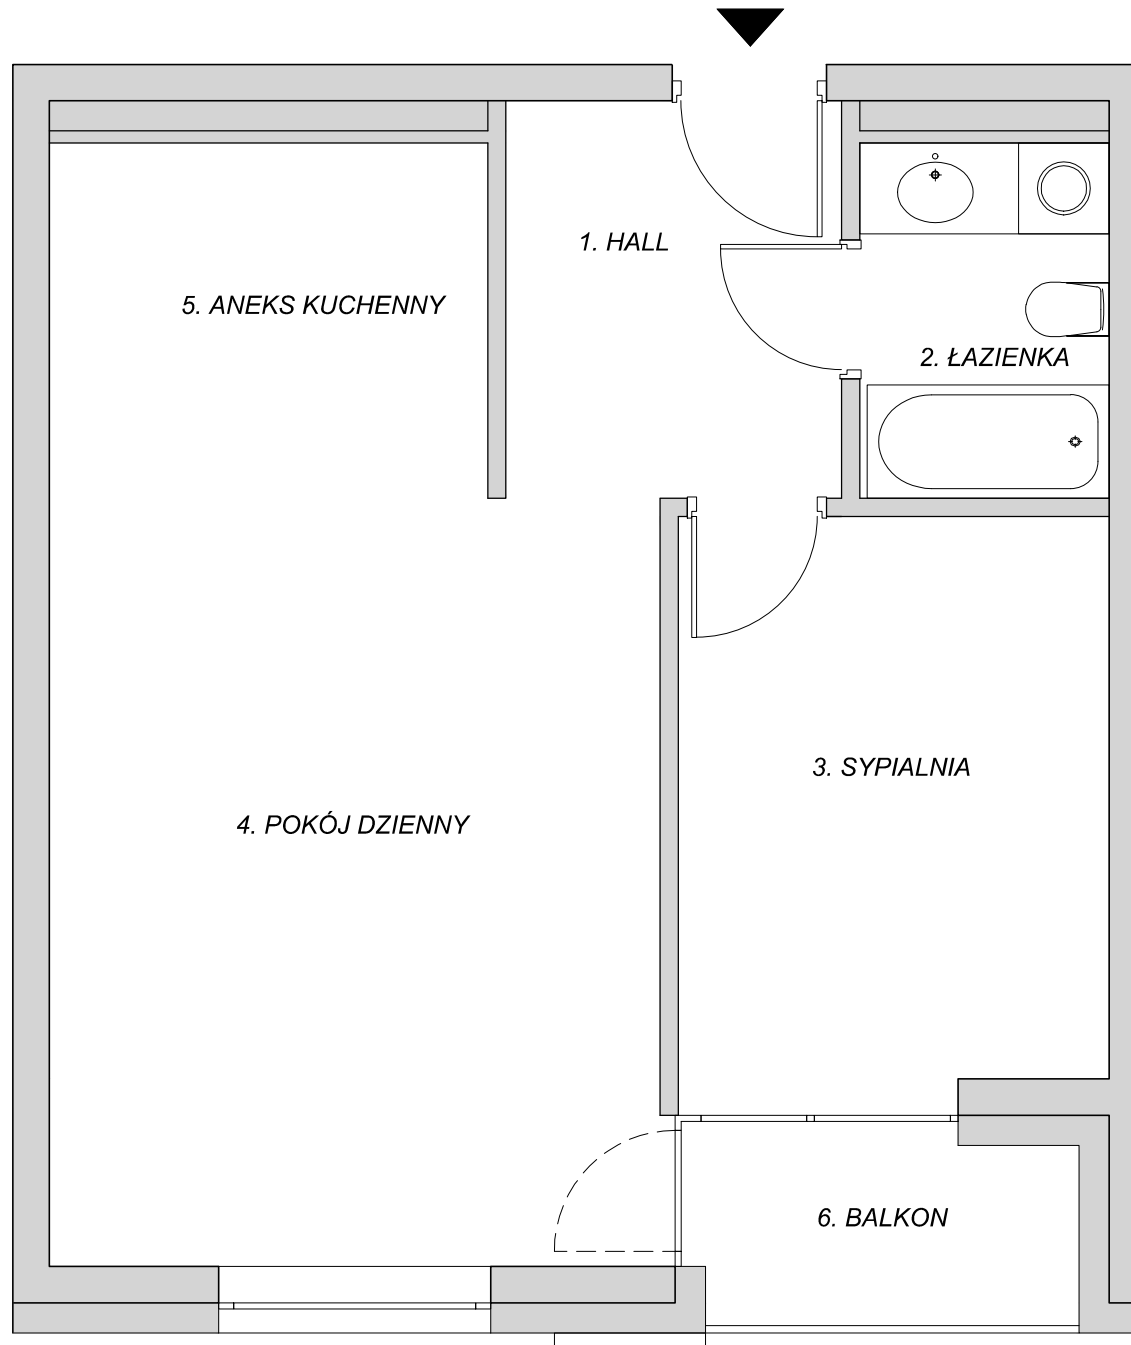 1. HALL
5. ANEKS KUCHENNY
2. ŁAZIENKA
3. SYPIALNIA
4. POKÓJ DZIENNY
6. BALKON